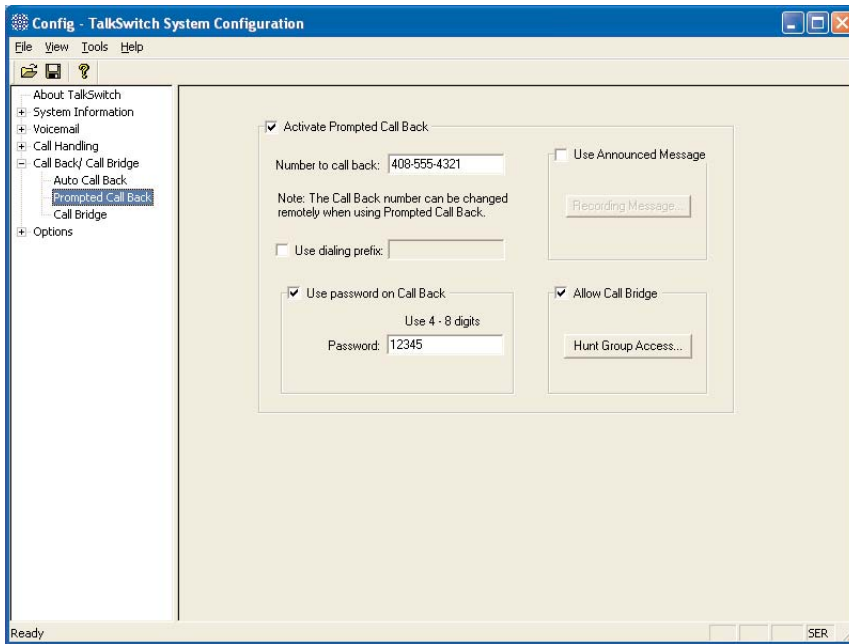 Config - TalkSwitch System Configuration
File View Tools Help
About TalkSwitch
System Information
Voicemail
Call Handling
Call Back/ Call Bridge
Auto Call Back
Prompted Call Back
Call Bridge
Options
Activate Prompted Call Back
Number to call back: 408-555-4321
Note: The Call Back number can be changed
remotely when using Prompted Call Back.
Use dialing prefix:
Use Announced Message
Recording Message...
Use password on Call Back
Use 4 - 8 digits
Password: 12345
Allow Call Bridge
Hunt Group Access...
Ready
SER